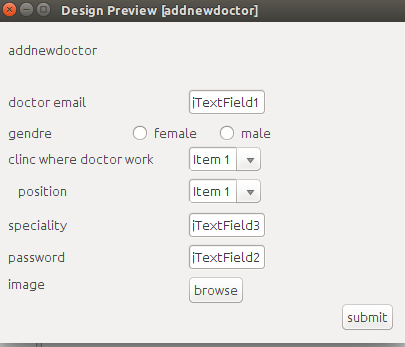 Design Preview [addnewdoctor]
addnewdoctor
doctor email jTextField1
gendre female male
clinc where doctor work Item 1
position Item 1
speciality jTextField3
password jTextField2
image browse
submit